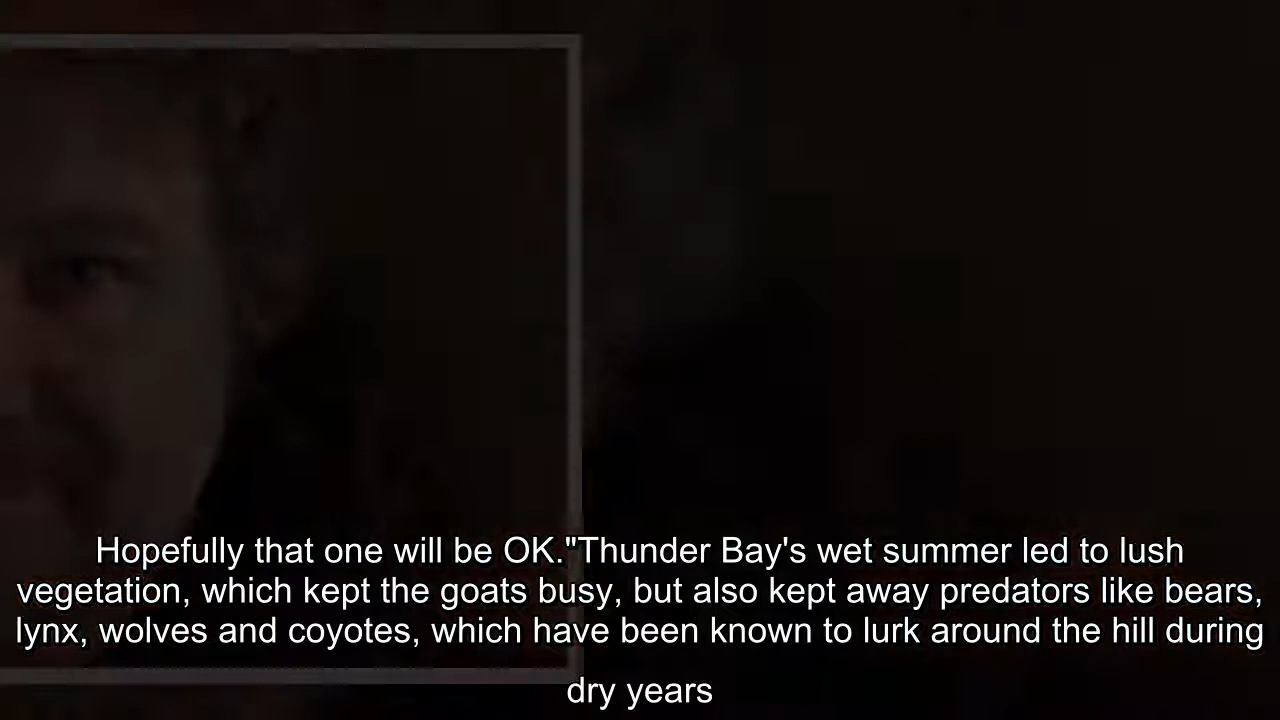 Hopefully that one will be OK."Thunder Bay's wet summer led to lush
vegetation, which kept the goats busy, but also kept away predators like bears,
lynx, wolves and coyotes, which have been known to lurk around the hill during
dry years